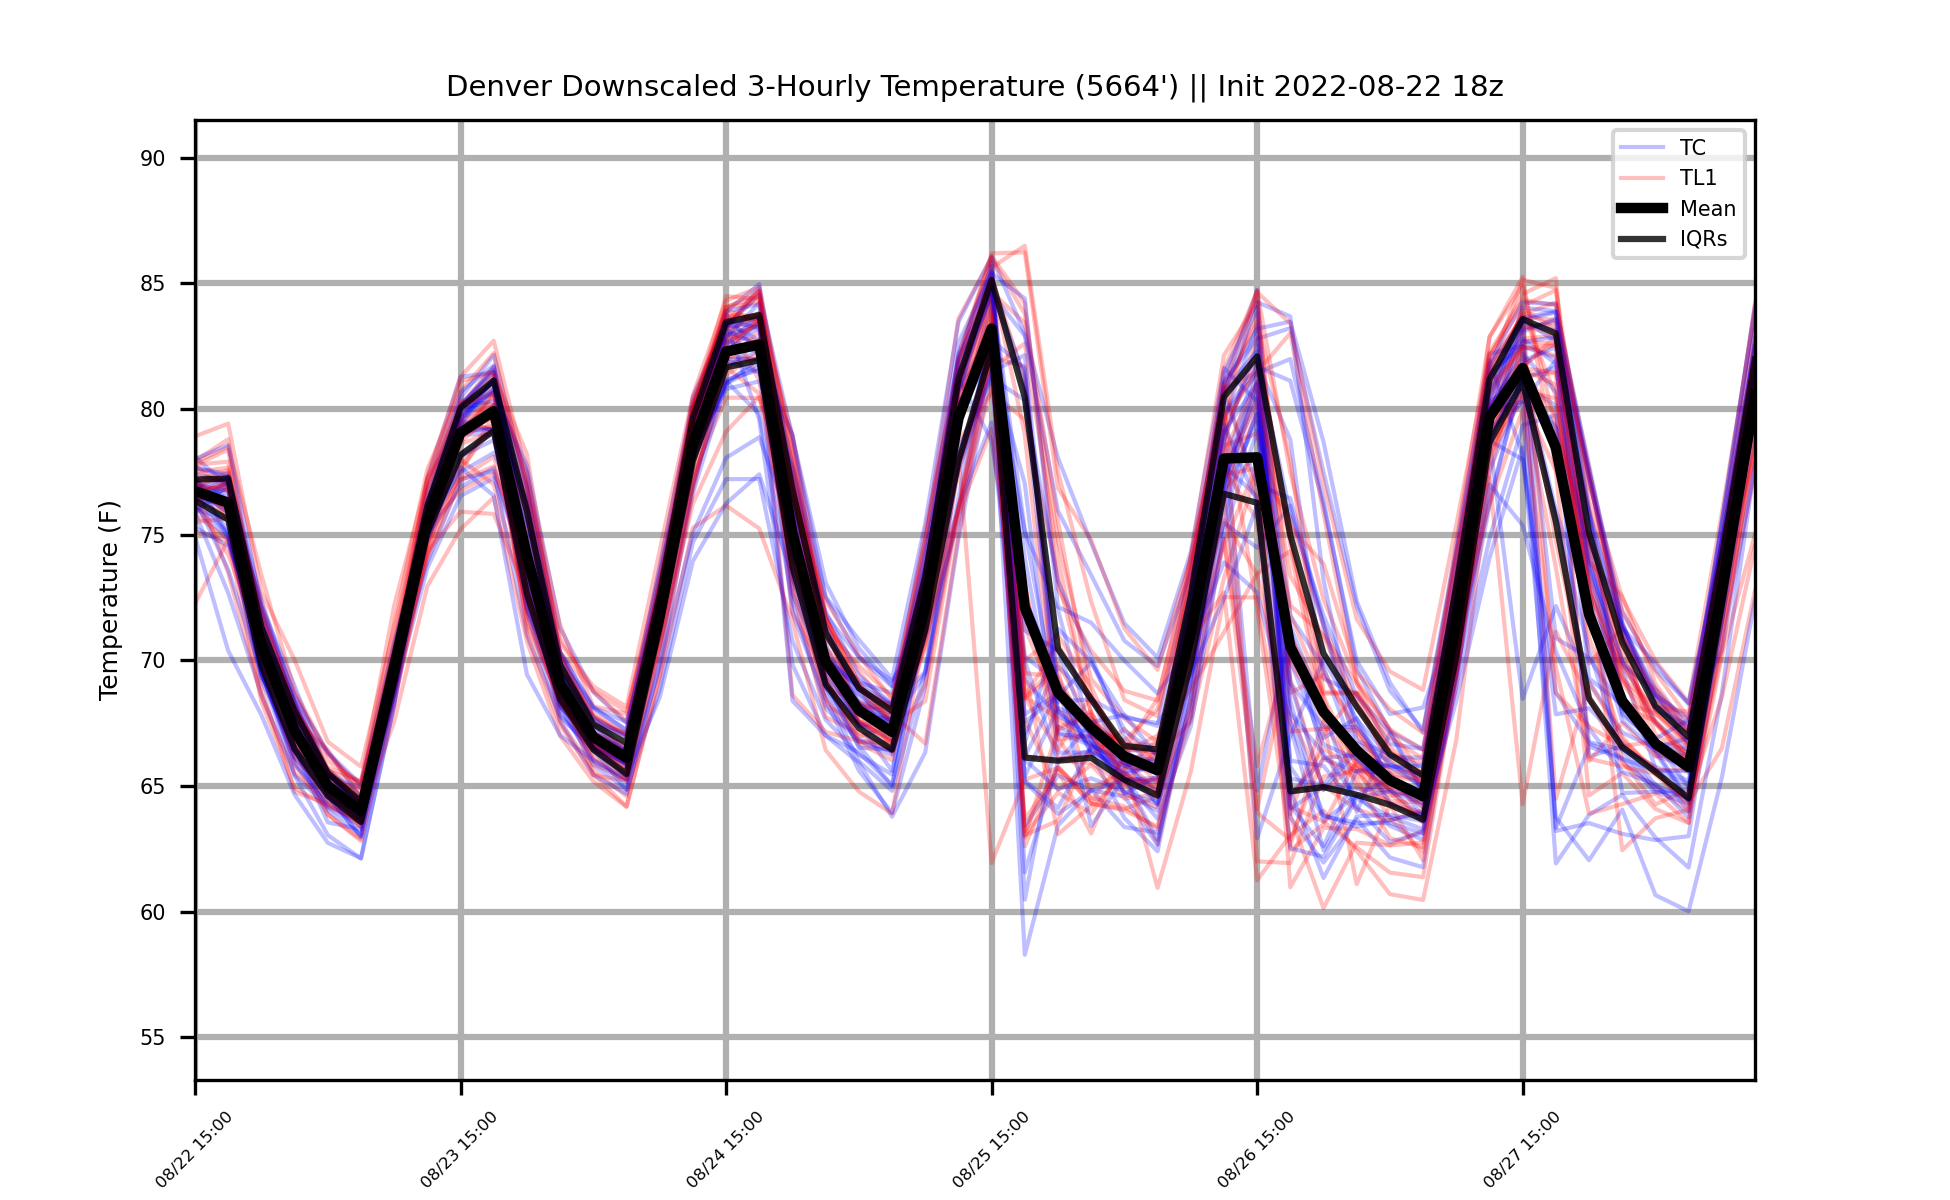 Denver Downscaled 3-Hourly Temperature (5664') || Init 2022-08-22 18z
TC
TL1
Mean
IQRs
Temperature (F)
90
85
80
75
70
65
60
55
08/22 15:00
08/23 15:00
08/24 15:00
08/25 15:00
08/26 15:00
08/27 15:00